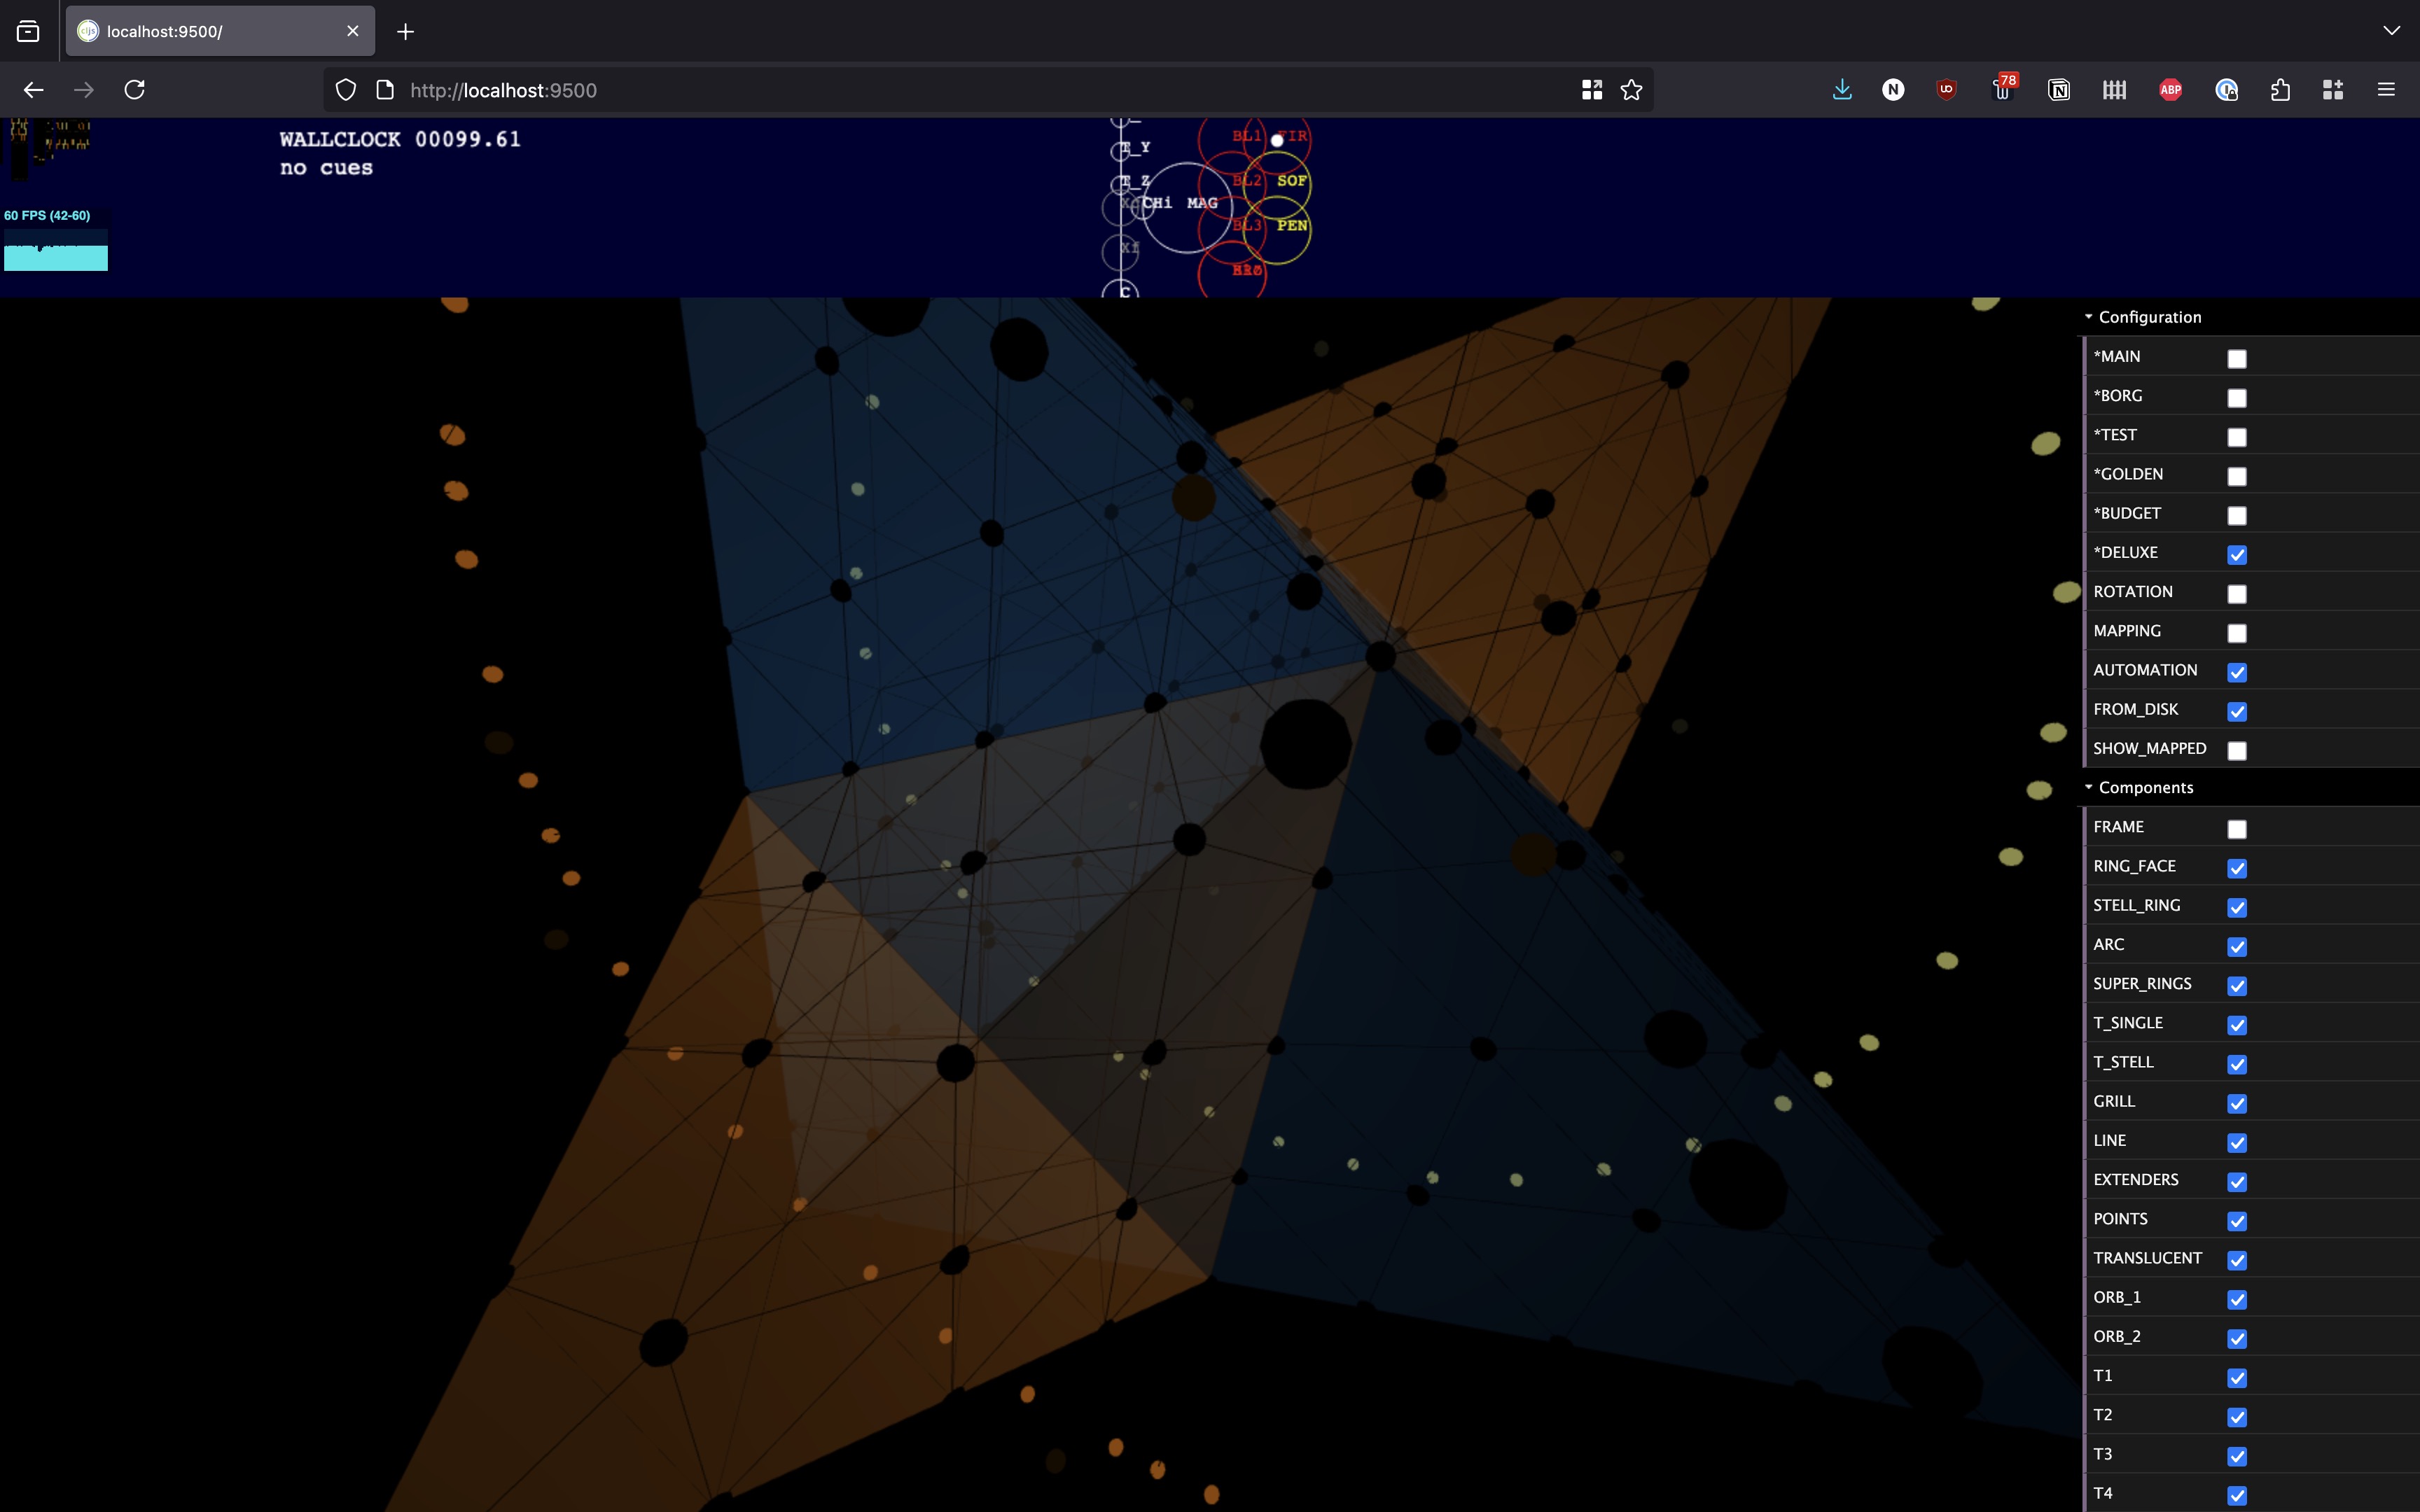 localhost:9500/
http://localhost:9500
78
ABP
WALLCLOCK 00099.61
no cues
60 FPS (42-60)
T_Y
T_Z
CHi MAG
Xf
C
BL1
BL2 SOF
BL3 PEN
Configuration
*MAIN
*BORG
*TEST
*GOLDEN
*BUDGET
*DELUXE
ROTATION
MAPPING
AUTOMATION
FROM_DISK
SHOW_MAPPED
Components
FRAME
RING_FACE
STELL_RING
ARC
SUPER_RINGS
T_SINGLE
T_STELL
GRILL
LINE
EXTENDERS
POINTS
TRANSLUCENT
ORB_1
ORB_2
T1
T2
T3
T4